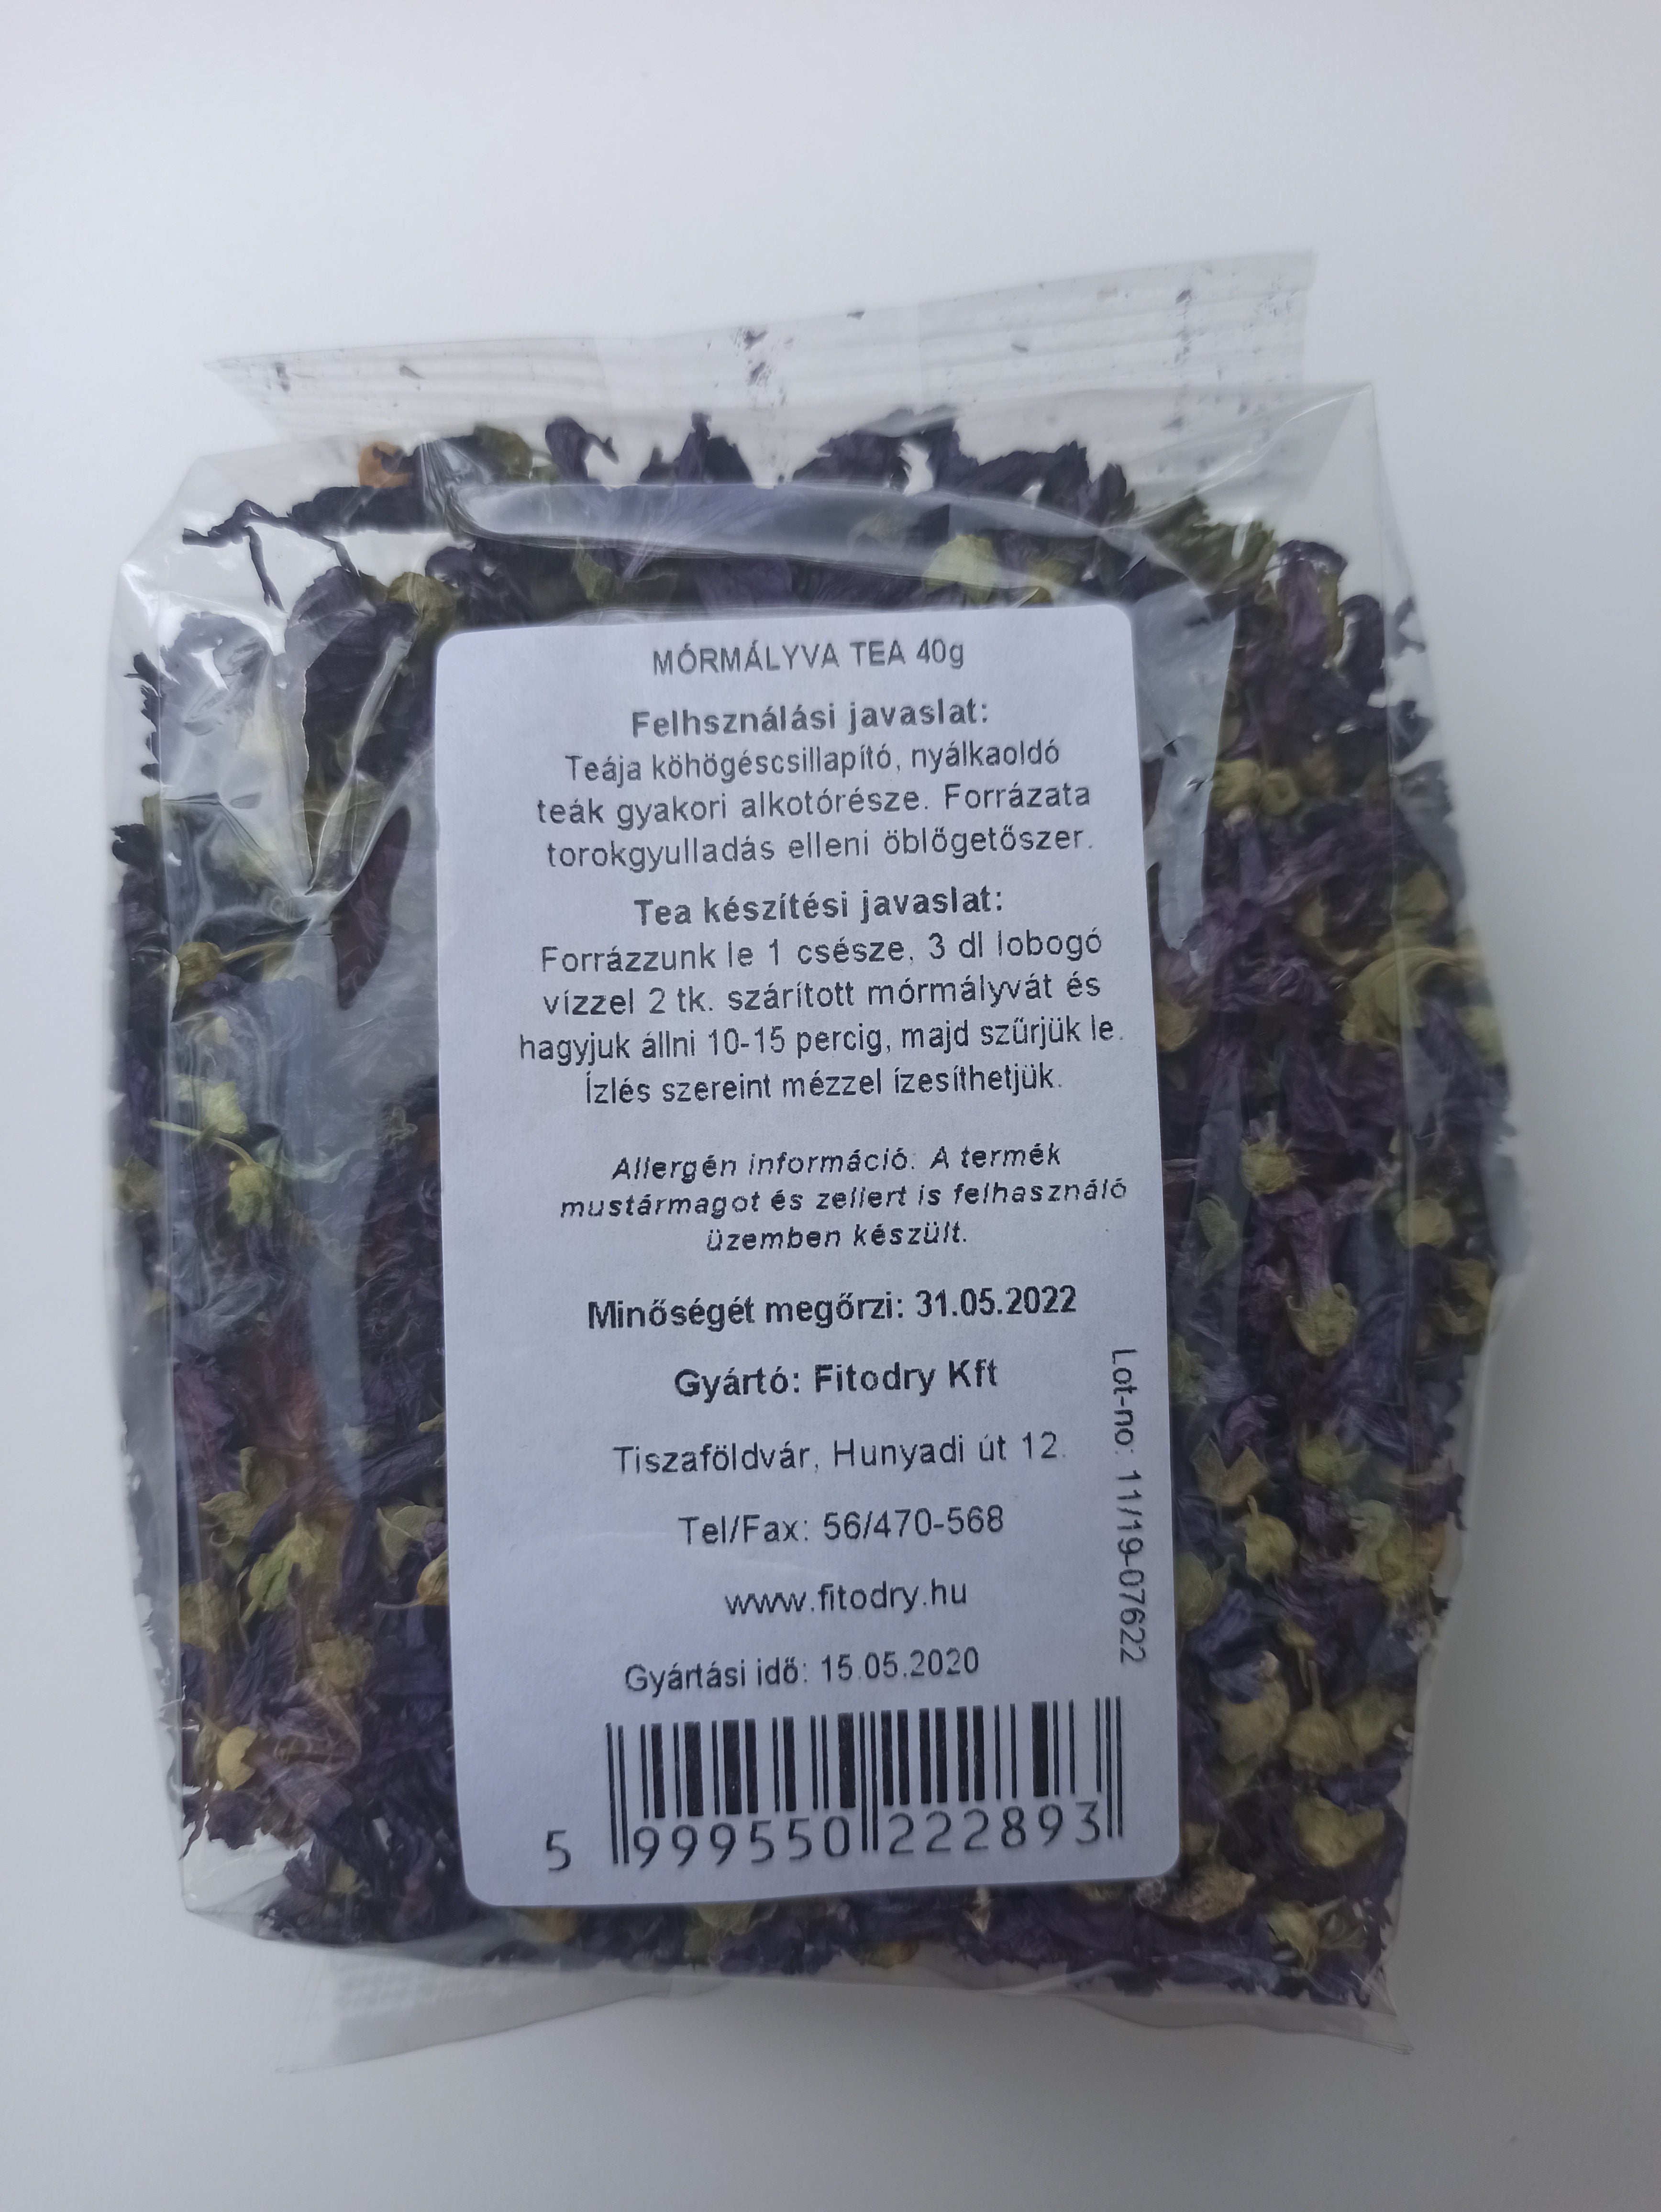 MÓRMÁLYVA TEA 40g
Felhsználási javaslat:
Teája köhögéscsillapító, nyálkaoldó
teák gyakori alkotórésze. Forrázata
torokgyulladás elleni öblőgetőszer.
Tea készítési javaslat:
Forrázzunk le 1 csésze, 3 dl lobogó
vízzel 2 tk. szárított mórmályvát és
hagyjuk állni 10-15 percig, majd szűrjük le.
Ízlés szereint mézzel ízesíthetjük.
Allergén információ: A termék
mustármagot és zellert is felhasználó
üzemben készült.
Minőségét megőrzi: 31.05.2022
Gyártó: Fitodry Kft
Tiszaföldvár, Hunyadi út 12.
Tel/Fax: 56/470-568
www.fitodry.hu
Gyártási idő: 15.05.2020
Lot-no: 11/19-07622
5 999550 222893